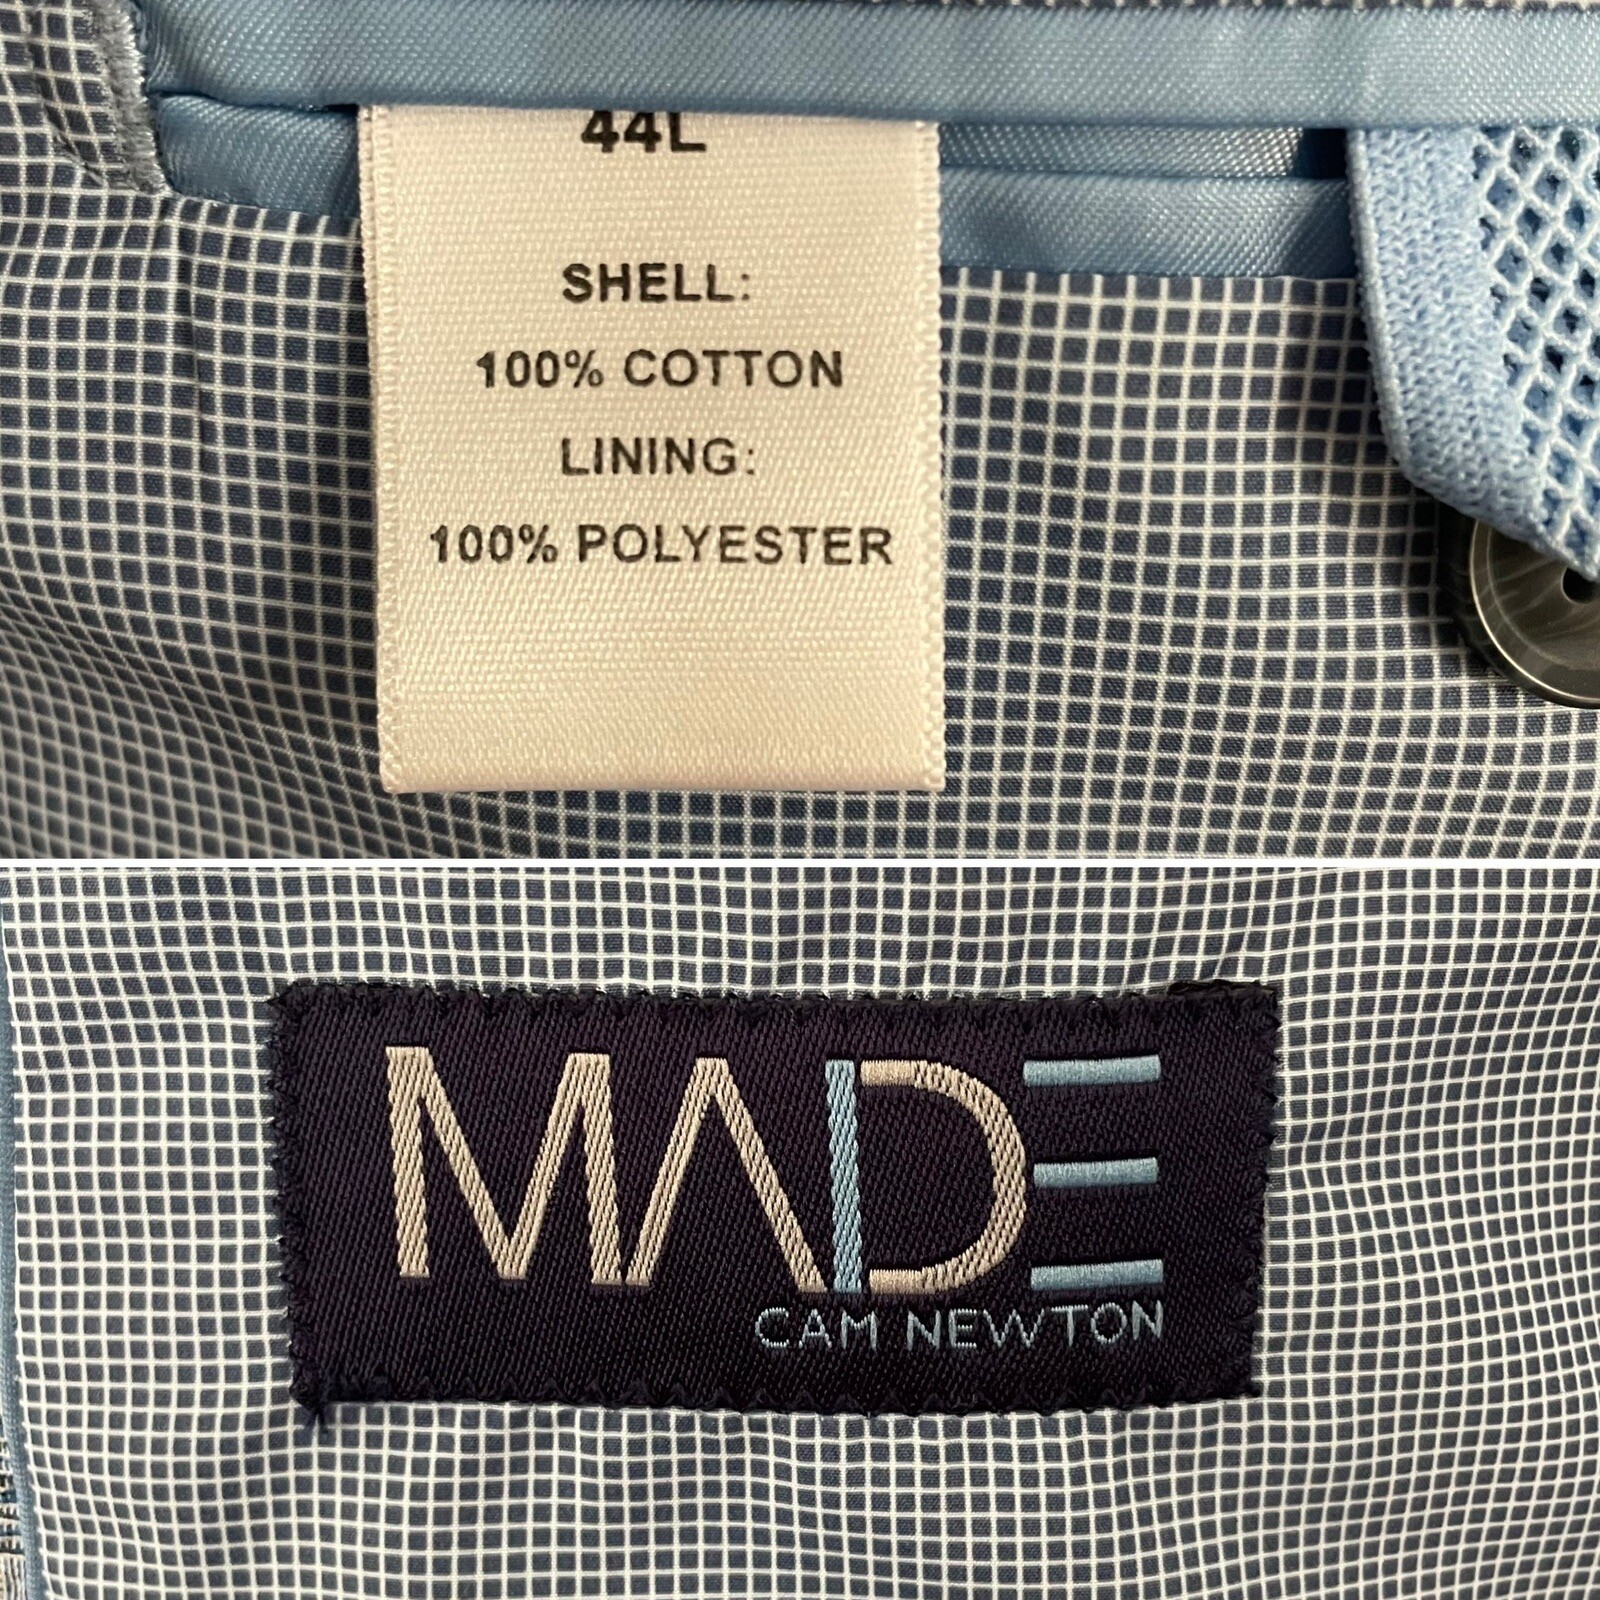 44L
SHELL:
100% COTTON
LINING:
100% POLYESTER
MADE
CAM NEWTON